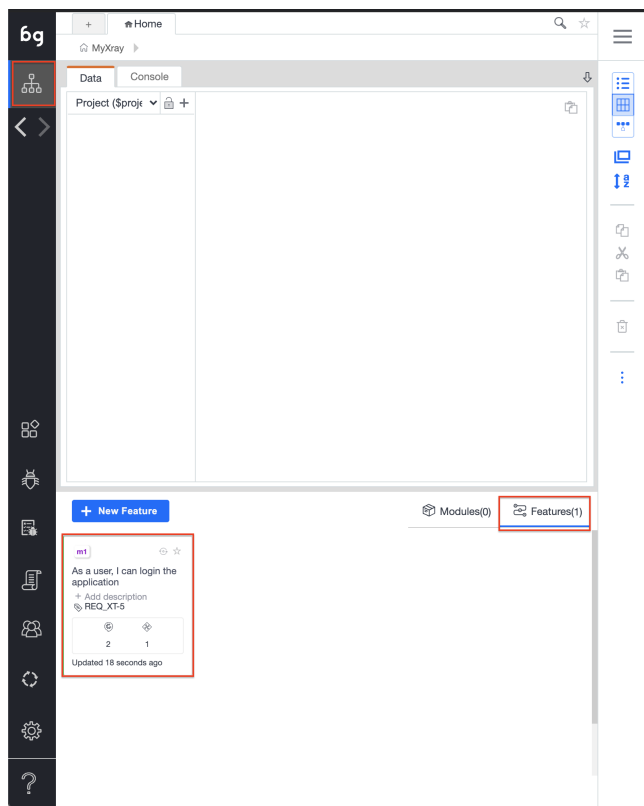 bg
+
Home
MyXray
Data
Console
Project ($proje
+
a
z
+ New Feature
Modules(0)
Features(1)
m1
As a user, I can login the
application
+ Add description
REQ_XT-5
G
2
1
Updated 18 seconds ago
?